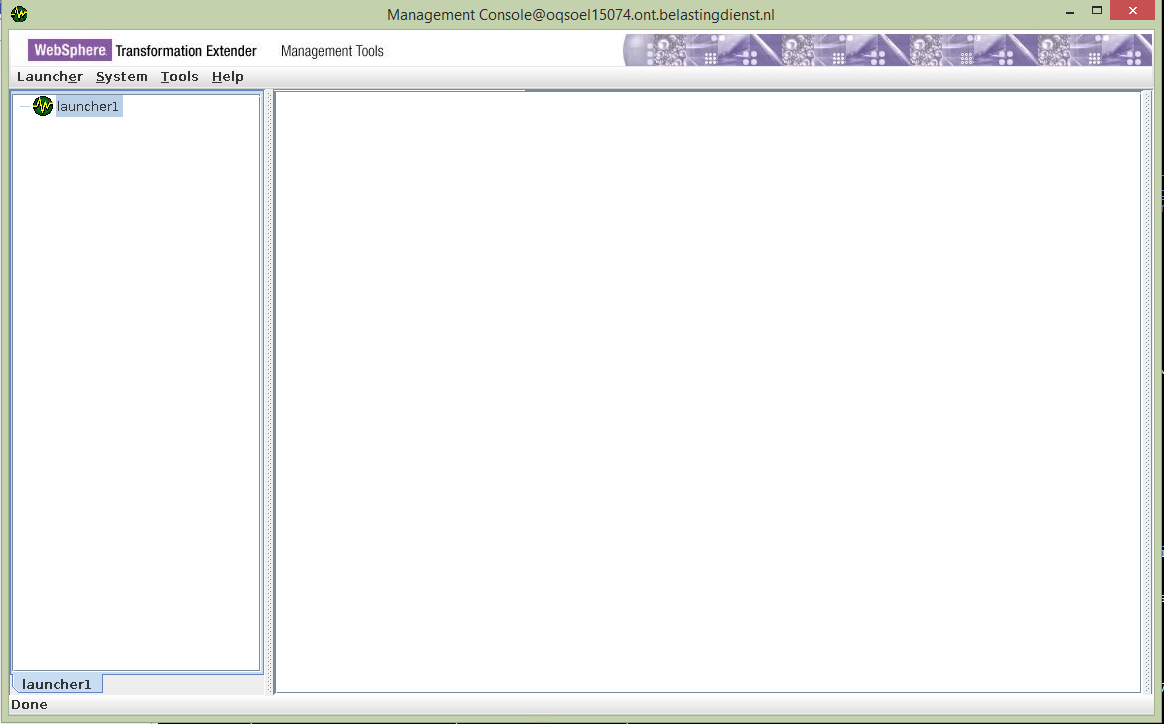 Management Console@oqsoel15074.ont.belastingdienst.nl
WebSphere. Transformation Extender Management Tools
Launcher System Tools Help
launcher1
launcher1
Done